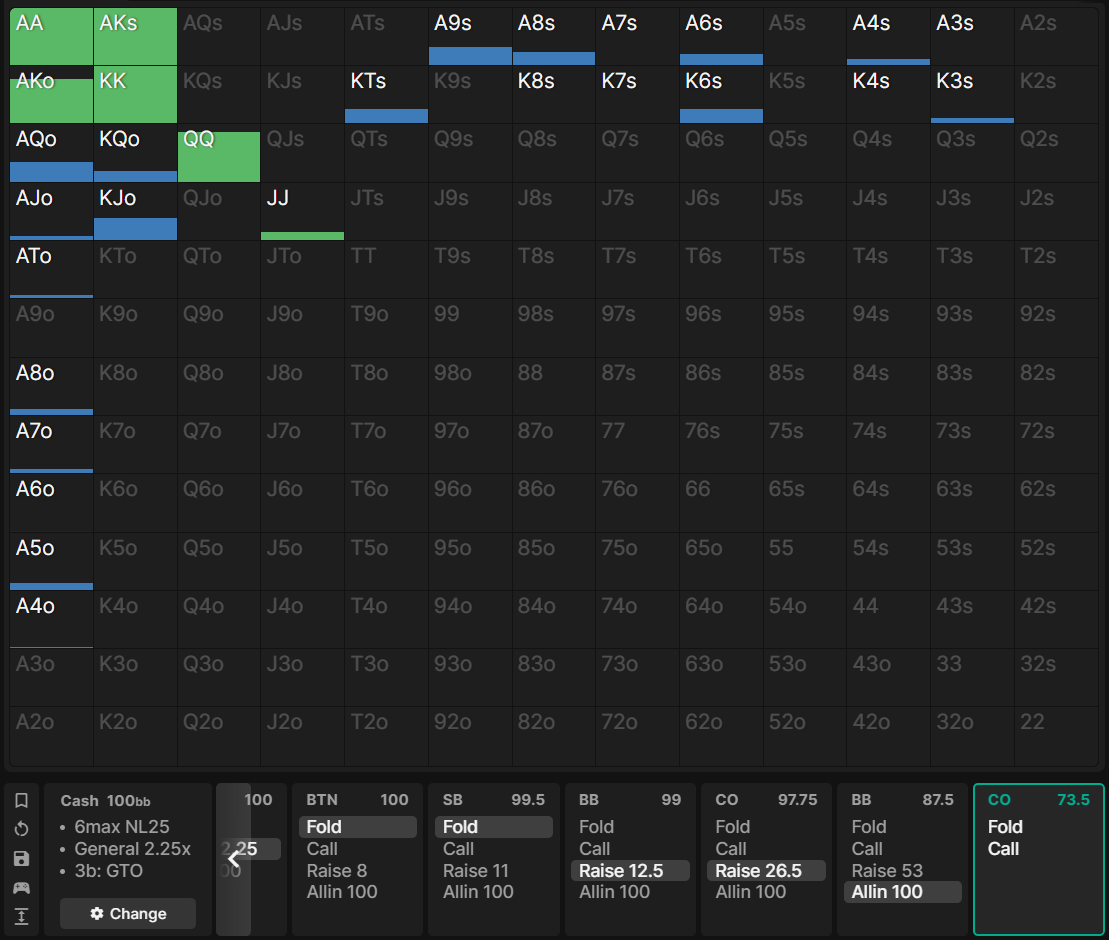 AA AKs AQs AJs ATs A9s A8s A7s A6s A5s A4s A3s A2s
AKo KK KQs KJs KTs K9s K8s K7s K6s K5s K4s K3s K2s
AQo KQo QQ QJs QTs Q9s Q8s Q7s Q6s Q5s Q4s Q3s Q2s
AJo KJo QJo JJ JTs J9s J8s J7s J6s J5s J4s J3s J2s
ATo KTo QTo JTo TT T9s T8s T7s T6s T5s T4s T3s T2s
A9o K9o Q9o J9o T9o 99 98s 97s 96s 95s 94s 93s 92s
A8o K8o Q8o J8o T8o 98o 88 87s 86s 85s 84s 83s 82s
A7o K7o Q7o J7o T7o 97o 87o 77 76s 75s 74s 73s 72s
A6o K6o Q6o J6o T6o 96o 86o 76o 66 65s 64s 63s 62s
A5o K5o Q5o J5o T5o 95o 85o 75o 65o 55 54s 53s 52s
A4o K4o Q4o J4o T4o 94o 84o 74o 64o 54o 44 43s 42s
A3o K3o Q3o J3o T3o 93o 83o 73o 63o 53o 43o 33 32s
A2o K2o Q2o J2o T2o 92o 82o 72o 62o 52o 42o 32o 22
Cash 100bb
• 6max NL25
• General 2.25x
• 3b: GTO
Change
100
2.25
00
BTN 100
Fold
Call
Raise 8
Allin 100
SB 99.5
Fold
Call
Raise 11
Allin 100
BB 99
Fold
Call
Raise 12.5
Allin 100
CO 97.75
Fold
Call
Raise 26.5
Allin 100
BB 87.5
Fold
Call
Raise 53
Allin 100
CO 73.5
Fold
Call